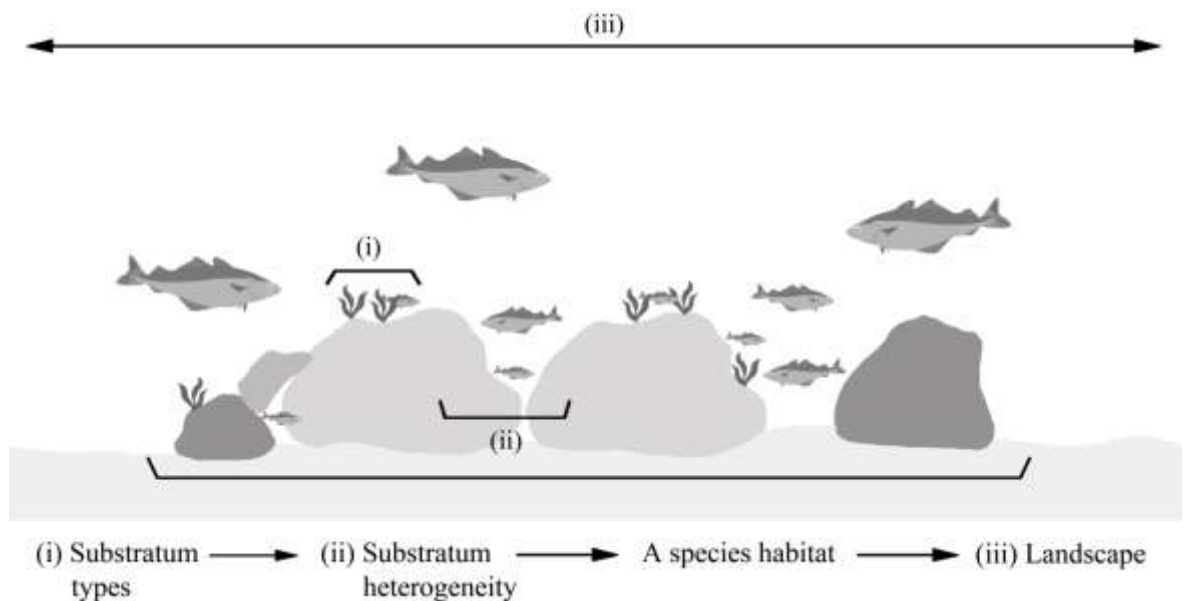 (iii)
(i)
(ii)
(i) Substratum types
(ii) Substratum heterogeneity
A species habitat
(iii) Landscape